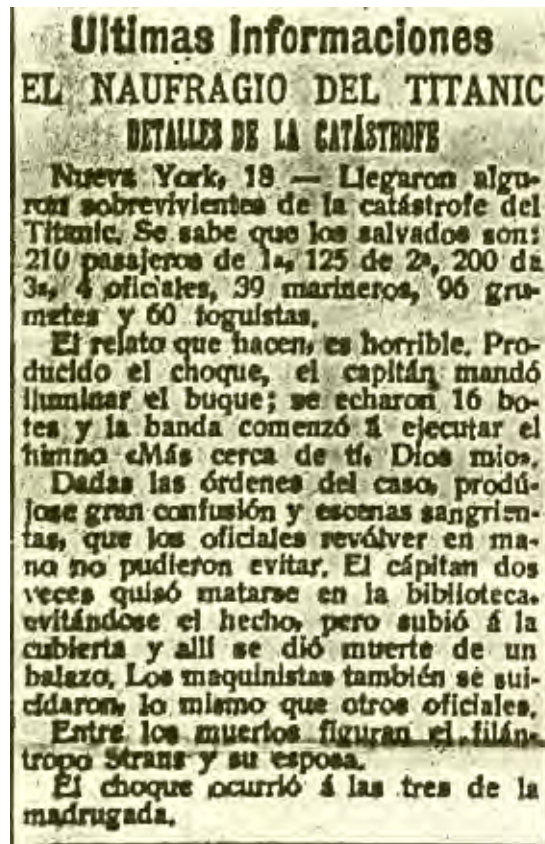 Ultimas Informaciones
EL NAUFRAGIO DEL TITANIC
DETALLES DE LA CATÁSTROFE
Nueva York, 18 — Llegaron algu-
ron sobrevivientes de la catástrofe del
Titanic. Se sabe que los salvados son:
210 pasajeros de 1ª, 125 de 2ª, 200 da
3ª, 4 oficiales, 39 marineros, 96 gru-
metes y 60 foguistas.
El relato que hacen, es horrible. Pro-
ducido el choque, el capitán mandó
iluminar el buque; se echaron 16 bo-
tes y la banda comenzó á ejecutar el
himno «Más cerca de tí, Dios mio».
Dadas las órdenes del caso, prodú-
jose gran confusión y escenas sangrien-
tas, que los oficiales revólver en ma-
no no pudieron evitar. El cápitan dos
veces quisó matarse en la biblioteca,
evitándose el hecho, pero subió á la
cubierta y allí se dió muerte de un
balazo. Los maquinistas también se sui-
cidaron, lo mismo que otros oficiales.
Entre los muertos figuran el filán-
tropo Strans y su esposa.
El choque ocurrió á las tres de la
madrugada.